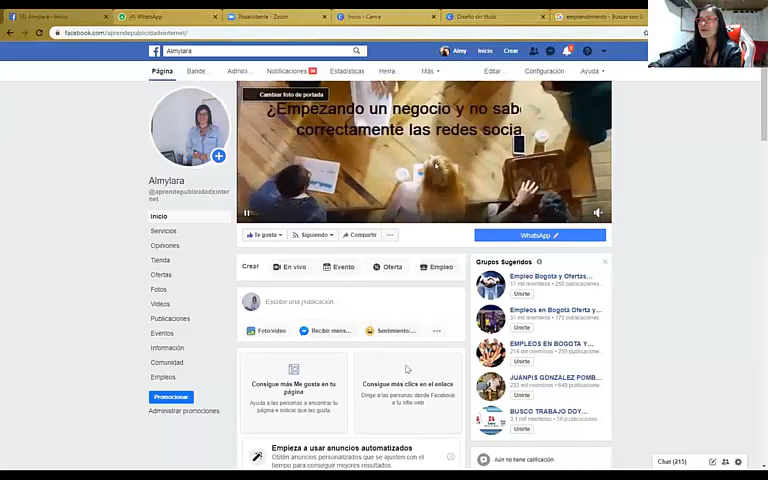 (1) Almylara - Inicio
(4) WhatsApp
Posasistente - Zoom
Inicio - Canva
Diseño sin título
emprendimiento - Buscar con G
facebook.com/aprendepublicidadxinternet/
Almylara
Almy
Inicio
Crear
Página
Bande...
Admini...
Notificaciones
Estadísticas
Herra...
Más
Editar ...
Configuración
Ayuda
Cambiar foto de portada
¿Empezando un negocio y no sab
correctamente las redes socia
Almylara
@aprendepublicidadxinter
net
Inicio
Servicios
Opiniones
Tienda
Ofertas
Fotos
Videos
Publicaciones
Eventos
Información
Comunidad
Empleos
Promocionar
Administrar promociones
Te gusta
Siguiendo
Compartir
WhatsApp
Crear
En vivo
Evento
Oferta
Empleo
Escribe una publicación...
Foto/video
Recibir mens...
Sentimiento/...
Consigue más Me gusta en tu
página
Ayuda a las personas a encontrar tu
página e indicar que les gusta
Consigue más clics en el enlace
Dirige a las personas desde Facebook
a tu sitio web
Empieza a usar anuncios automatizados
Obtén anuncios personalizados que se ajusten con el
tiempo para conseguir mejores resultados
Grupos Sugeridos
Empleo Bogota y Ofertas...
Unirte
Empleos en Bogotá Oferta y...
Unirte
EMPLEOS EN BOGOTA Y...
Unirte
JUANPIS GONZALEZ POMB...
Unirte
BUSCO TRABAJO DOY...
Unirte
Aún no tiene calificación
Chat (215)